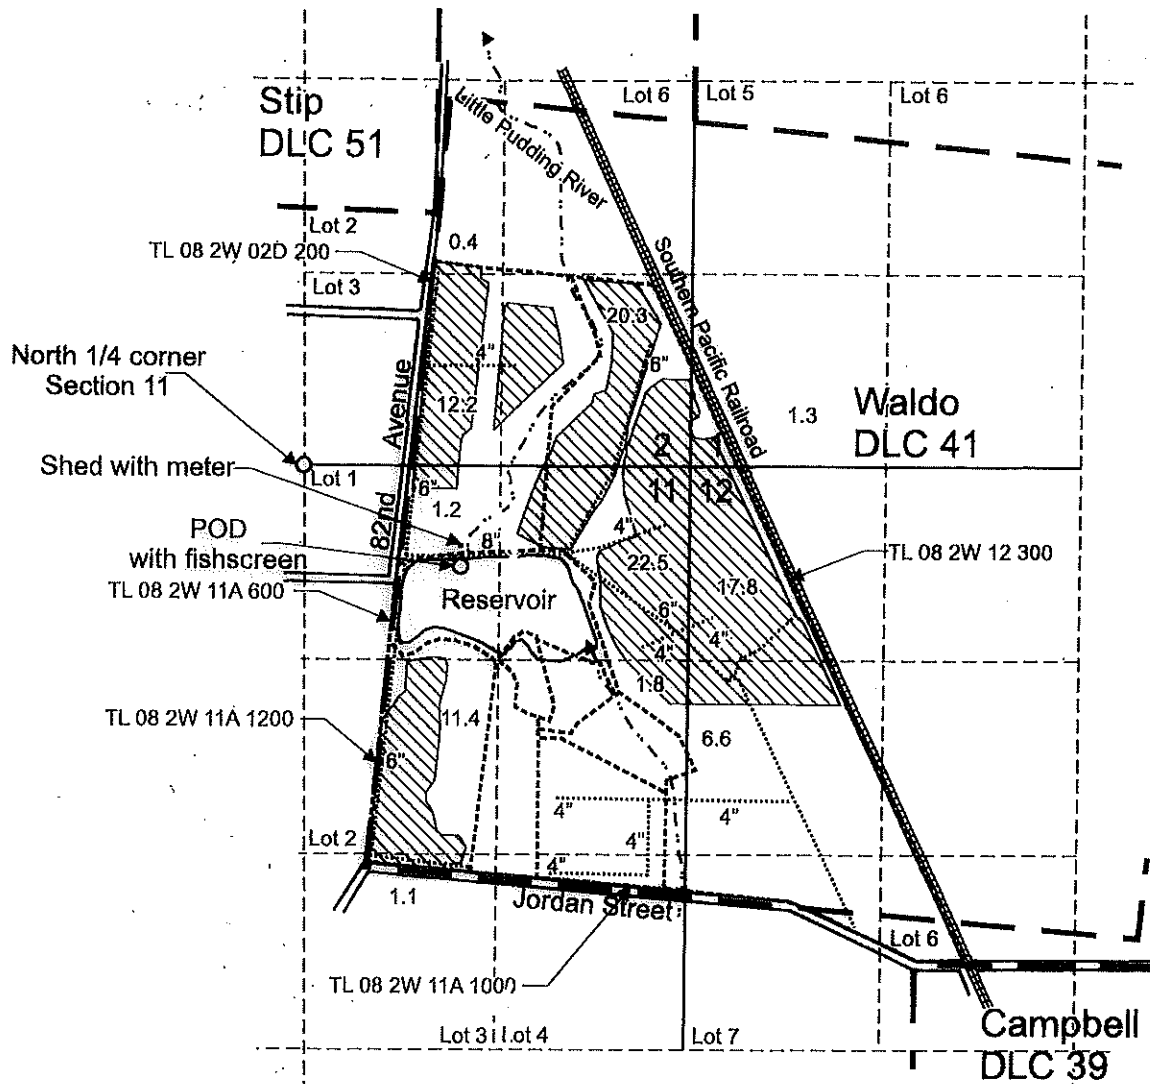 Lot 6
Lot 5
Lot 6
Stip
DLC 51
Little Pudding River
Lot 2
TL 08 2W 02D 200
0.4
Lot 3
Southern Pacific Railroad
20.3
North 1/4 corner
Section 11
4"
6"
82nd Avenue
12.2
1.3
Waldo
DLC 41
2
1
Shed with meter
Lot 1
6"
11
12
1.2
POD
with fishscreen
8"
4"
22.5
TL 08 2W 12 300
TL 08 2W 11A 600
Reservoir
17.8
6"
4"
4"
1.8
TL 08 2W 11A 1200
11.4
6.6
6"
4"
4"
4"
Lot 2
4"
1.1
Jordan Street
Lot 6
TL 08 2W 11A 1000
Lot 3
Lot 4
Lot 7
Campbell
DLC 39